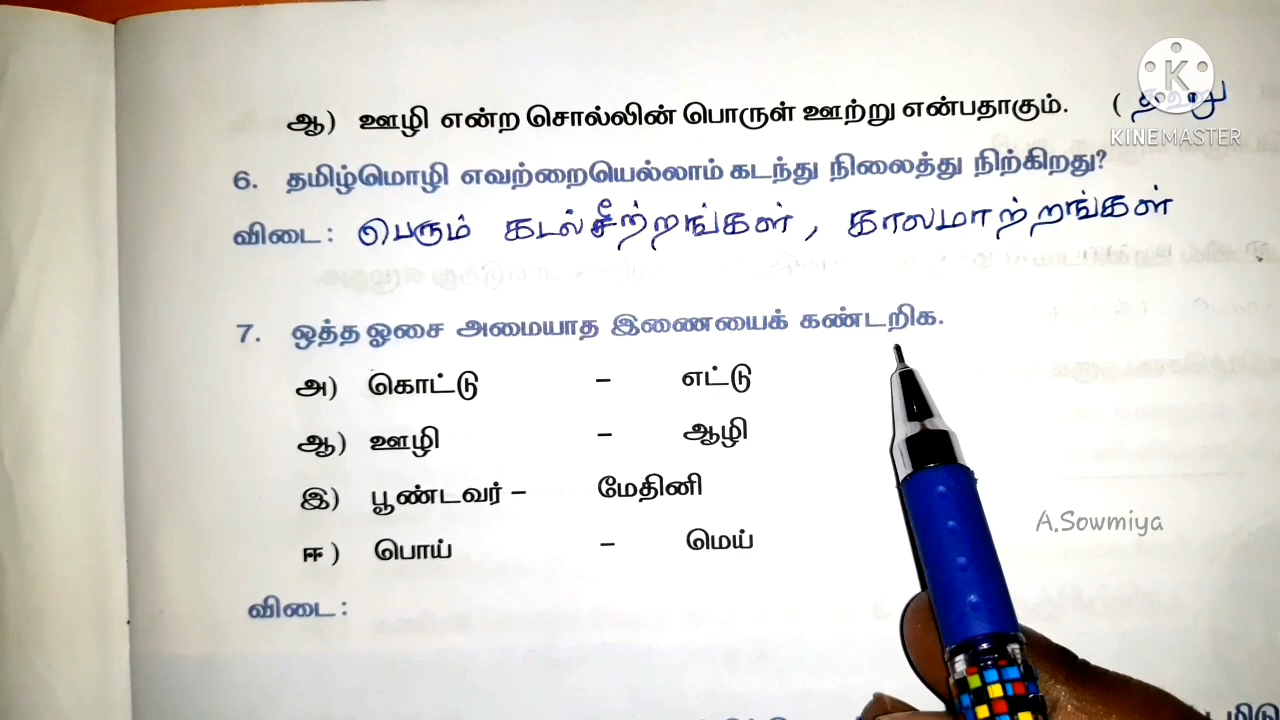 ஆ) ஊழி என்ற சொல்லின் பொருள் ஊற்று என்பதாகும். (
KINEMASTER
6. தமிழ்மொழி எவற்றையெல்லாம் கடந்து நிலைத்து நிற்கிறது?
விடை: பெரும் கடல்சீற்றங்கள், காலமாற்றங்கள்
7. ஒத்த ஓசை அமையாத இணையைக் கண்டறிக.
அ) கொட்டு – எட்டு
ஆ) ஊழி – ஆழி
இ) பூண்டவர் – மேதினி
A.Sowmiya
ஈ) பொய் – மெய்
விடை: